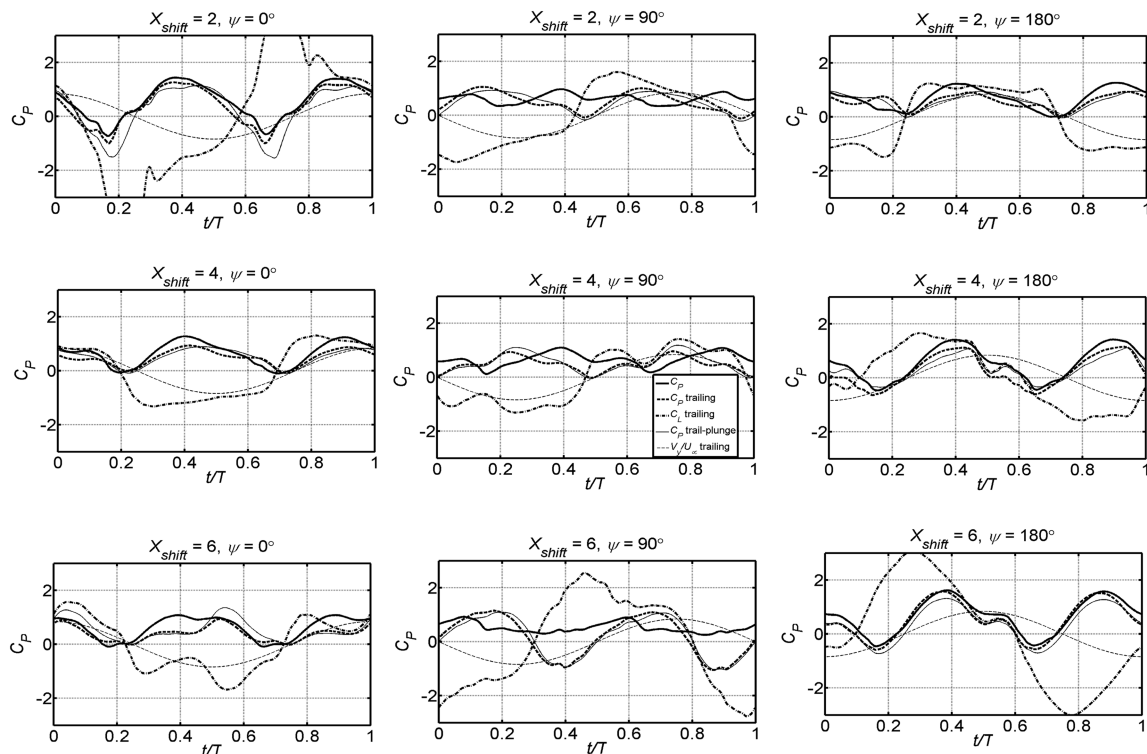 X_shift = 2, ψ = 0°
C_P
2
0
-2
0 0.2 0.4 0.6 0.8 1
t/T
X_shift = 2, ψ = 90°
C_P
2
0
-2
0 0.2 0.4 0.6 0.8 1
t/T
X_shift = 2, ψ = 180°
C_P
2
0
-2
0 0.2 0.4 0.6 0.8 1
t/T
X_shift = 4, ψ = 0°
C_P
2
0
-2
0 0.2 0.4 0.6 0.8 1
t/T
X_shift = 4, ψ = 90°
C_P
2
0
-2
0 0.2 0.4 0.6 0.8 1
t/T
C_P
C_P trailing
C_L trailing
C_P trail-plunge
V_y/U_∞ trailing
X_shift = 4, ψ = 180°
C_P
2
0
-2
0 0.2 0.4 0.6 0.8 1
t/T
X_shift = 6, ψ = 0°
C_P
2
0
-2
0 0.2 0.4 0.6 0.8 1
t/T
X_shift = 6, ψ = 90°
C_P
2
0
-2
0 0.2 0.4 0.6 0.8 1
t/T
X_shift = 6, ψ = 180°
C_P
2
0
-2
0 0.2 0.4 0.6 0.8 1
t/T